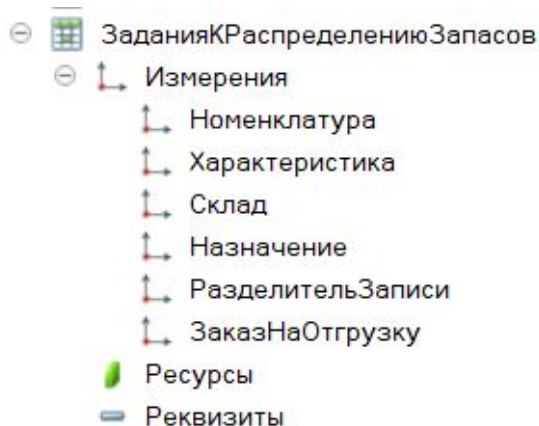 ЗаданияКРаспределениюЗапасов
Измерения
Номенклатура
Характеристика
Склад
Назначение
РазделительЗаписи
ЗаказНаОтгрузку
Ресурсы
Реквизиты